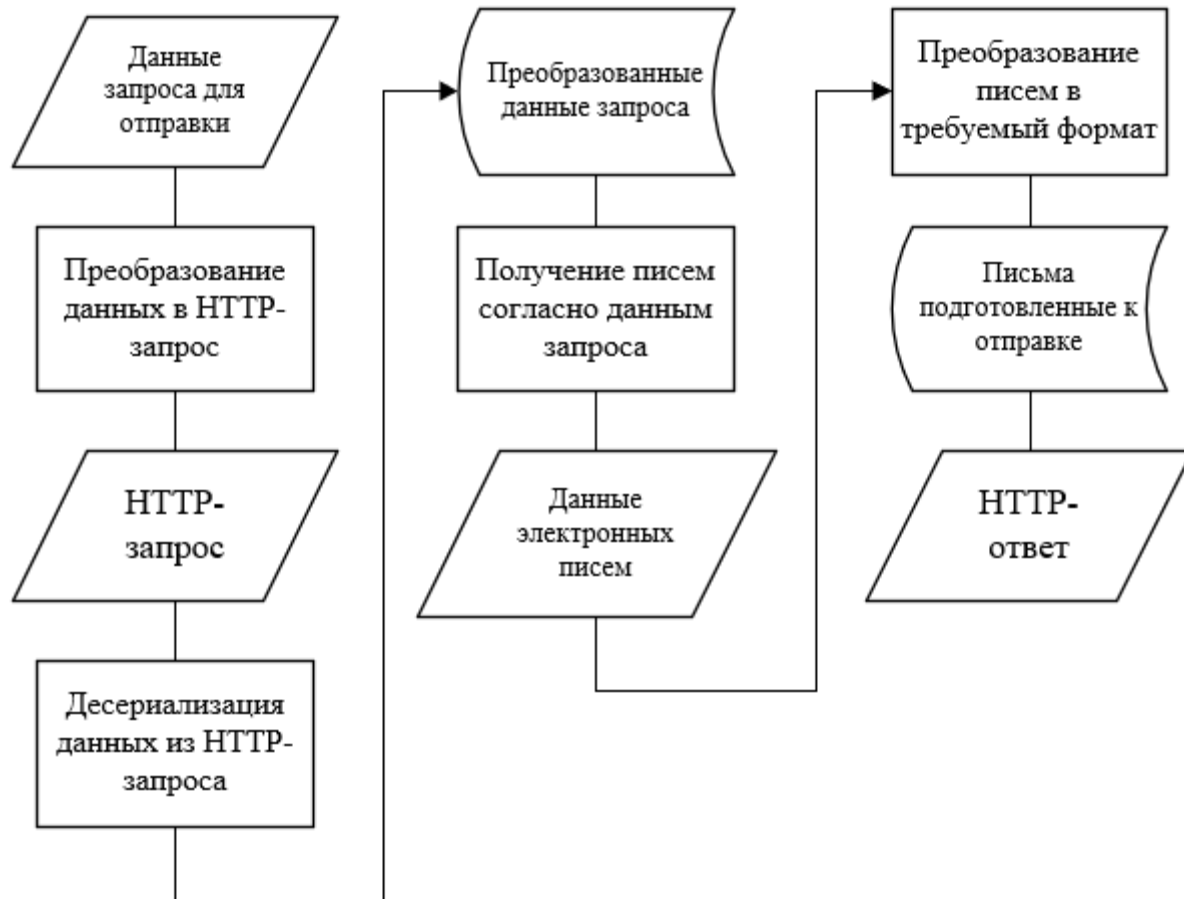 Данные
запроса для
отправки
Преобразование
данных в HTTP-
запрос
HTTP-
запрос
Десериализация
данных из HTTP-
запроса
Преобразованные
данные запроса
Получение писем
согласно данным
запроса
Данные
электронных
писем
Преобразование
писем в
требуемый формат
Письма
подготовленные к
отправке
HTTP-
ответ